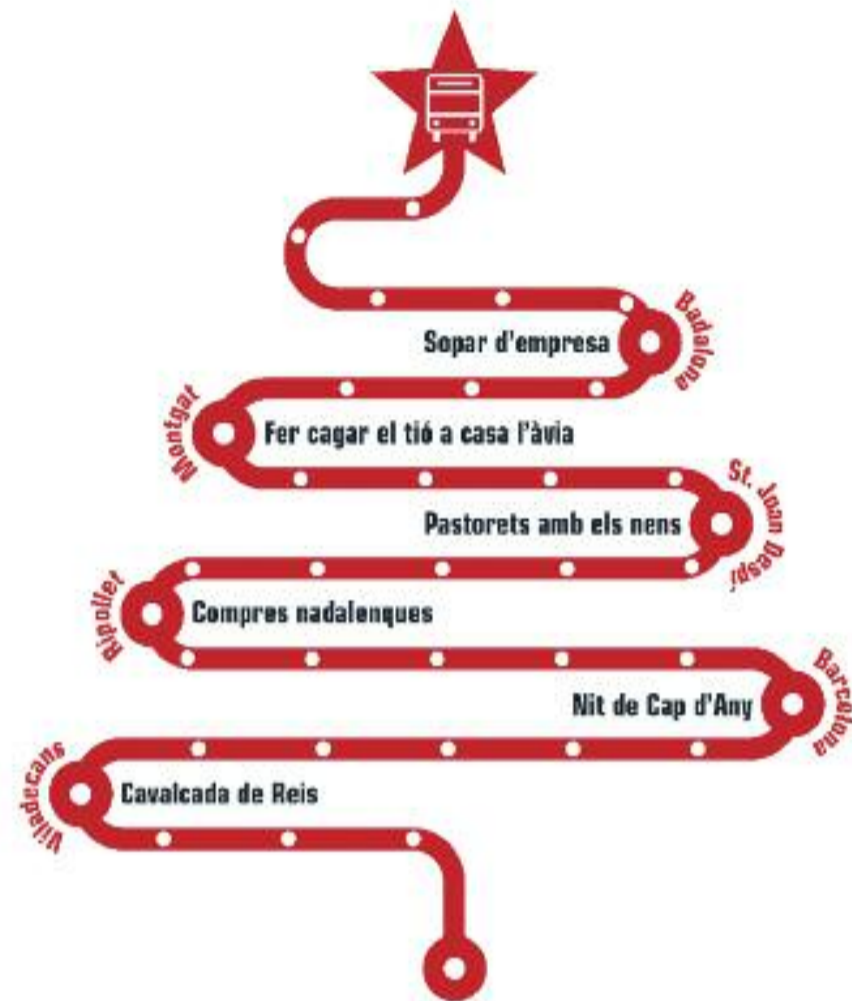 Badalona
Sopar d'empresa
Montgat
Fer cagar el tió a casa l'àvia
St. Joan Despí
Pastorets amb els nens
Ripollet
Compres nadalenques
Barcelona
Nit de Cap d'Any
Viladecans
Cavalcada de Reis